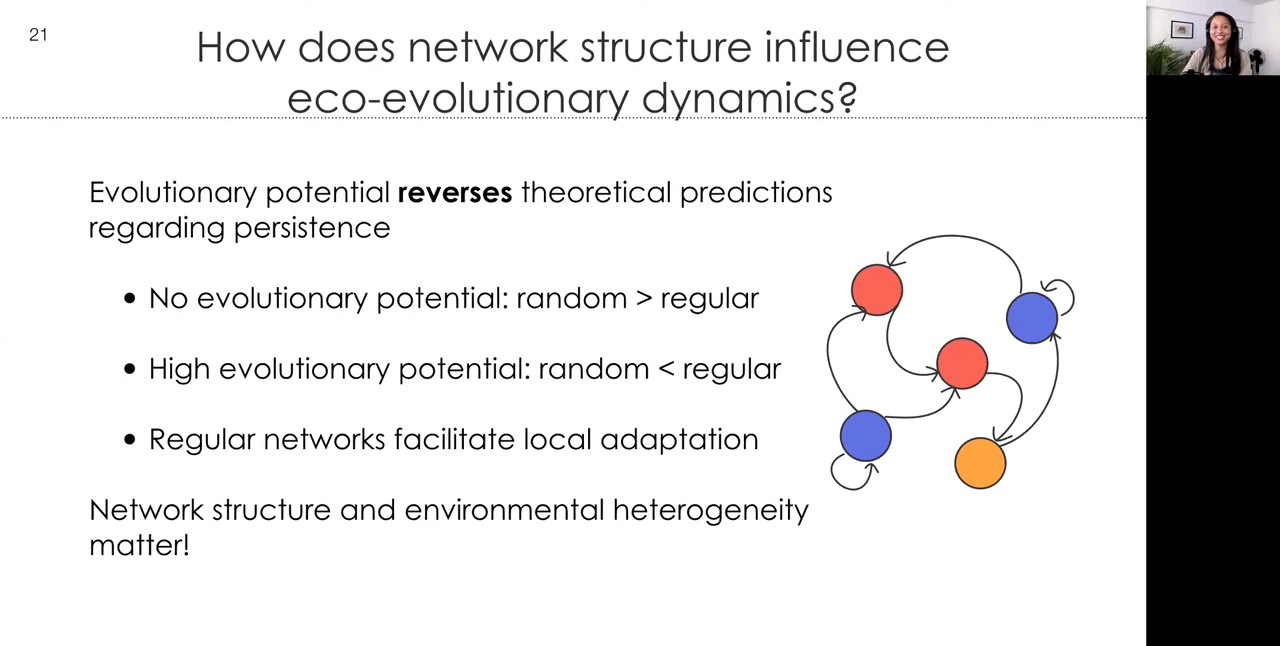 21
How does network structure influence
eco-evolutionary dynamics?
Evolutionary potential reverses theoretical predictions
regarding persistence
• No evolutionary potential: random > regular
• High evolutionary potential: random < regular
• Regular networks facilitate local adaptation
Network structure and environmental heterogeneity
matter!